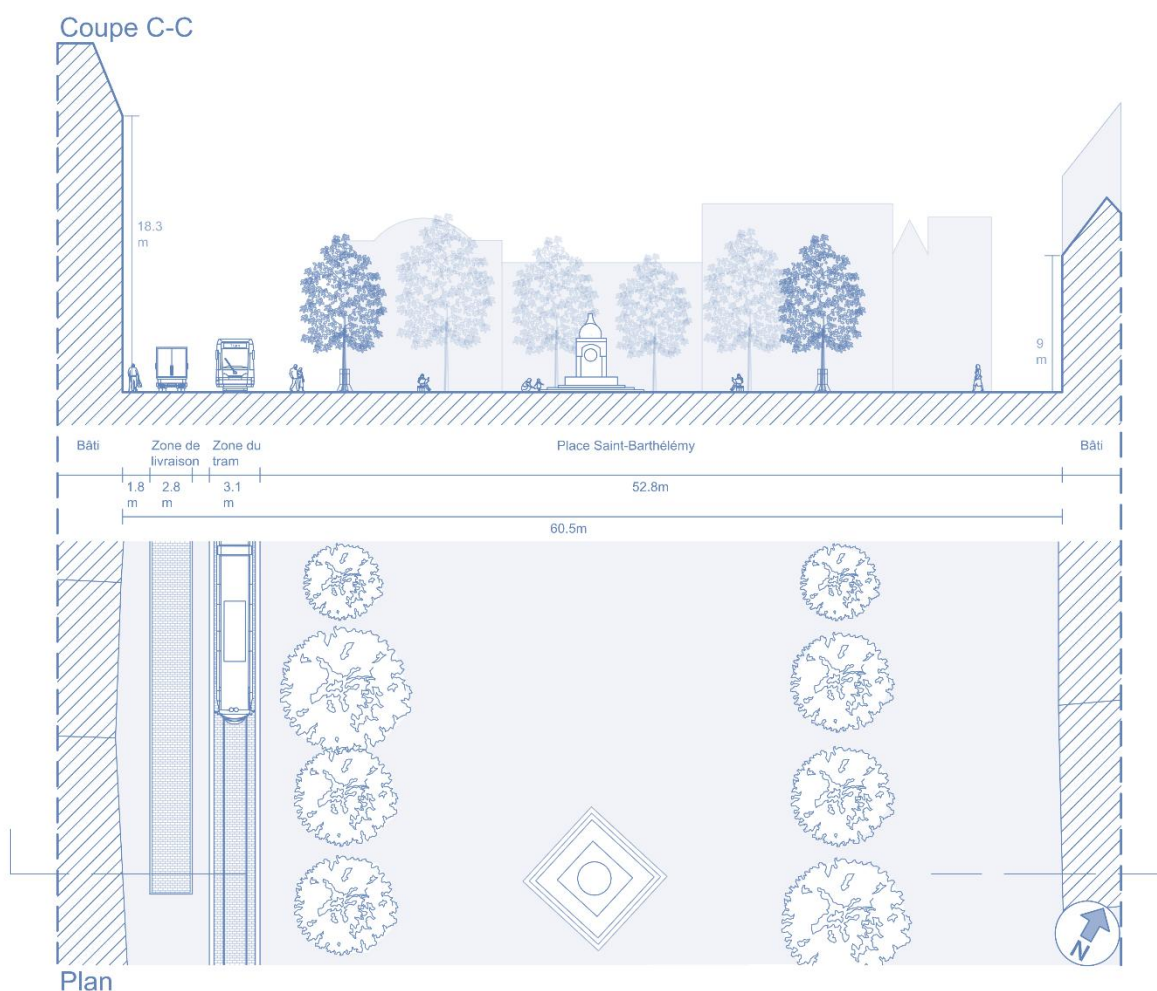 Coupe C-C
18.3
m
9
m
Bâti
Zone de
livraison
Zone du
tram
Place Saint-Barthélémy
Bâti
1.8
m
2.8
m
3.1
m
52.8m
60.5m
N
Plan